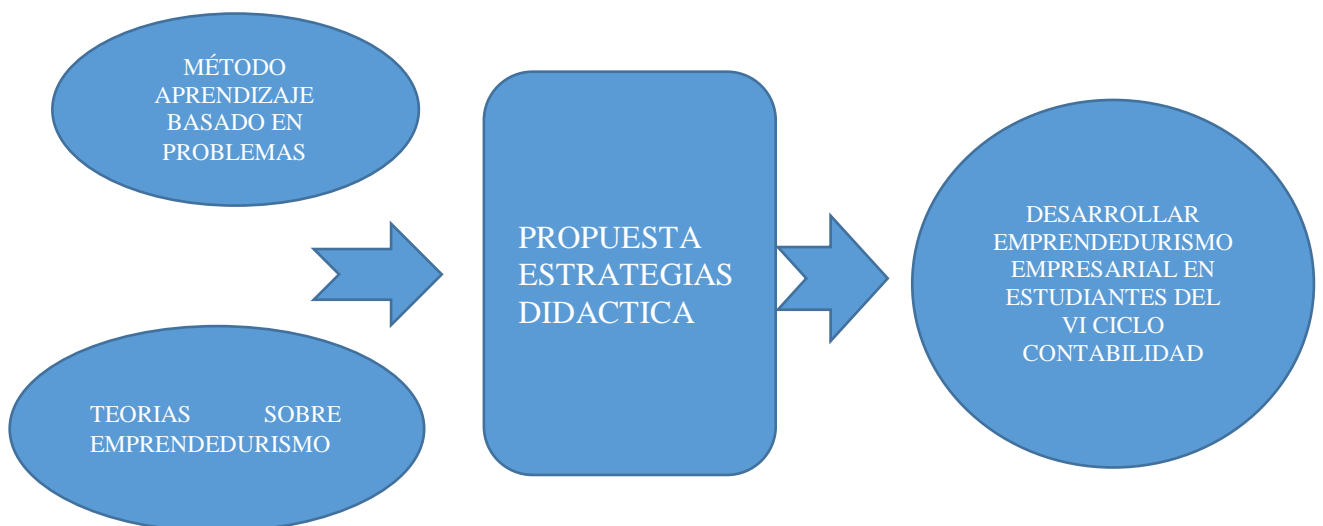 MÉTODO
APRENDIZAJE
BASADO EN
PROBLEMAS
TEORIAS SOBRE
EMPRENDEDURISMO
PROPUESTA
ESTRATEGIAS
DIDACTICA
DESARROLLAR
EMPRENDEDURISMO
EMPRESARIAL EN
ESTUDIANTES DEL
VI CICLO
CONTABILIDAD